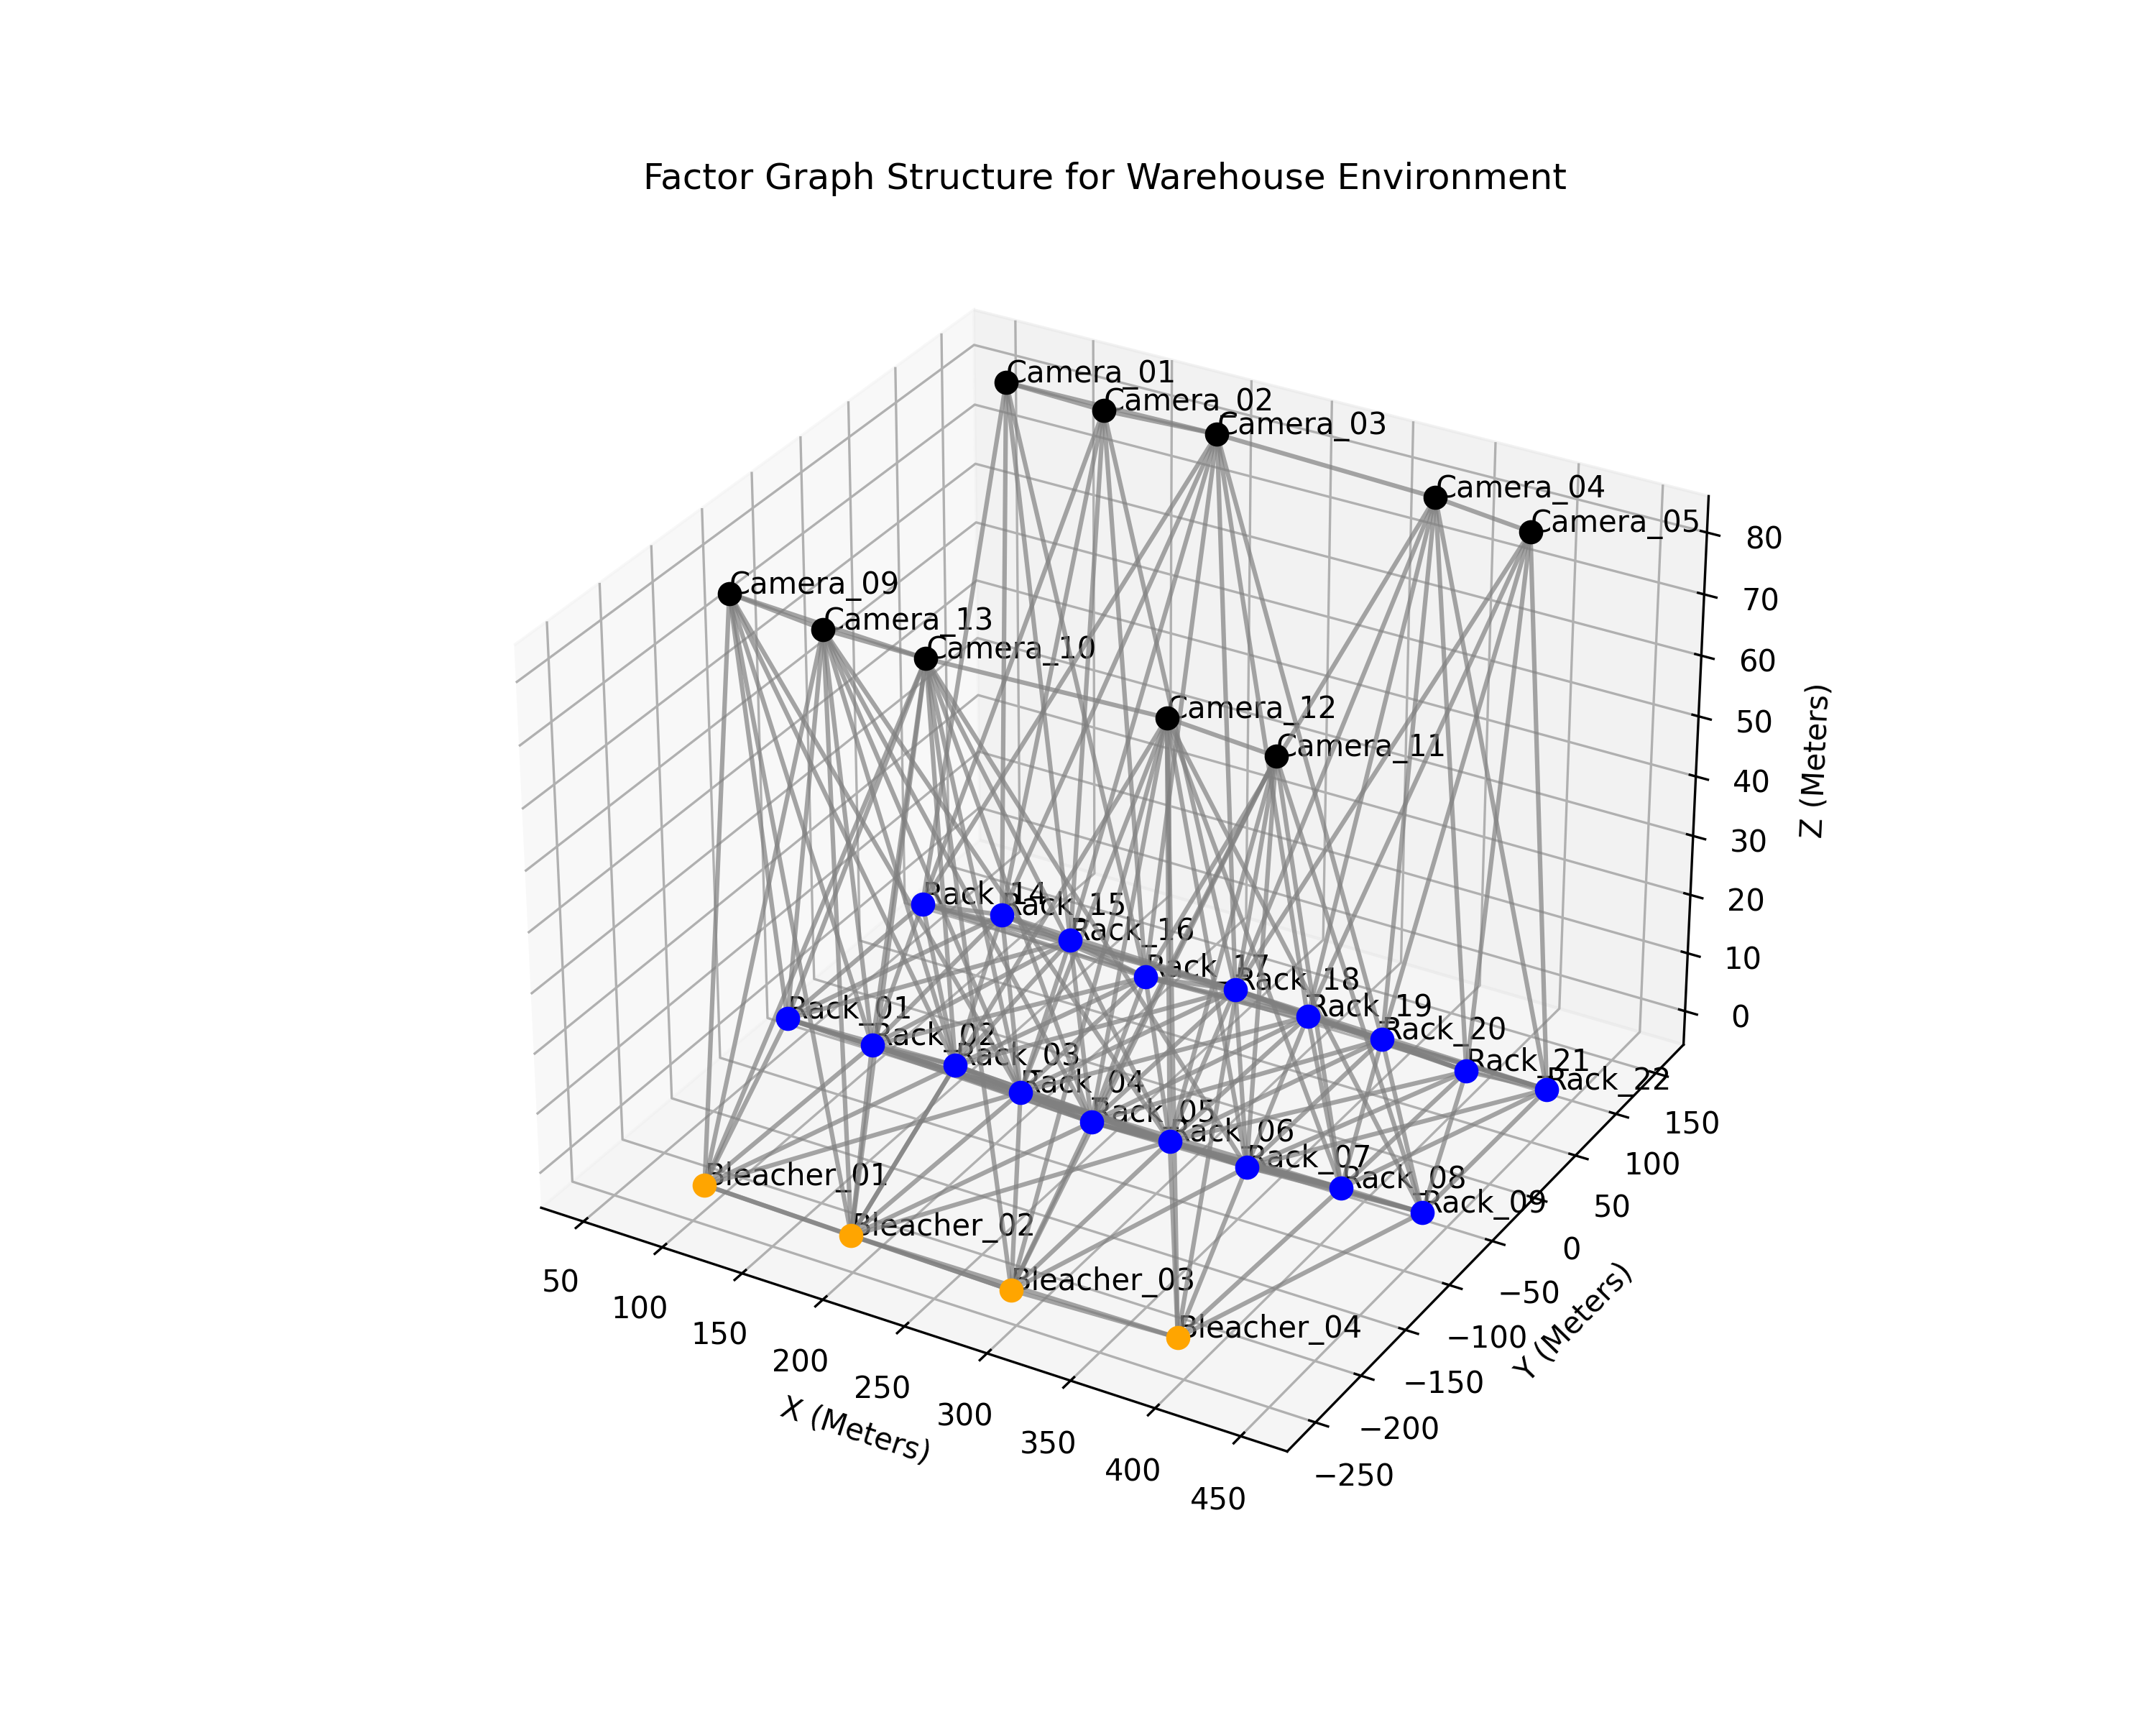 Factor Graph Structure for Warehouse Environment
Camera_01
Camera_02
Camera_03
Camera_04
Camera_05
Camera_09
Camera_13
Camera_10
Camera_12
Camera_11
Rack_14
Rack_15
Rack_16
Rack_17
Rack_18
Rack_19
Rack_20
Rack_21
Rack_22
Rack_01
Rack_02
Rack_03
Rack_04
Rack_05
Rack_06
Rack_07
Rack_08
Rack_09
Bleacher_01
Bleacher_02
Bleacher_03
Bleacher_04
80
70
60
50
40
30
20
10
0
Z (Meters)
150
100
50
0
−50
−100
−150
−200
−250
Y (Meters)
50
100
150
200
250
300
350
400
450
X (Meters)